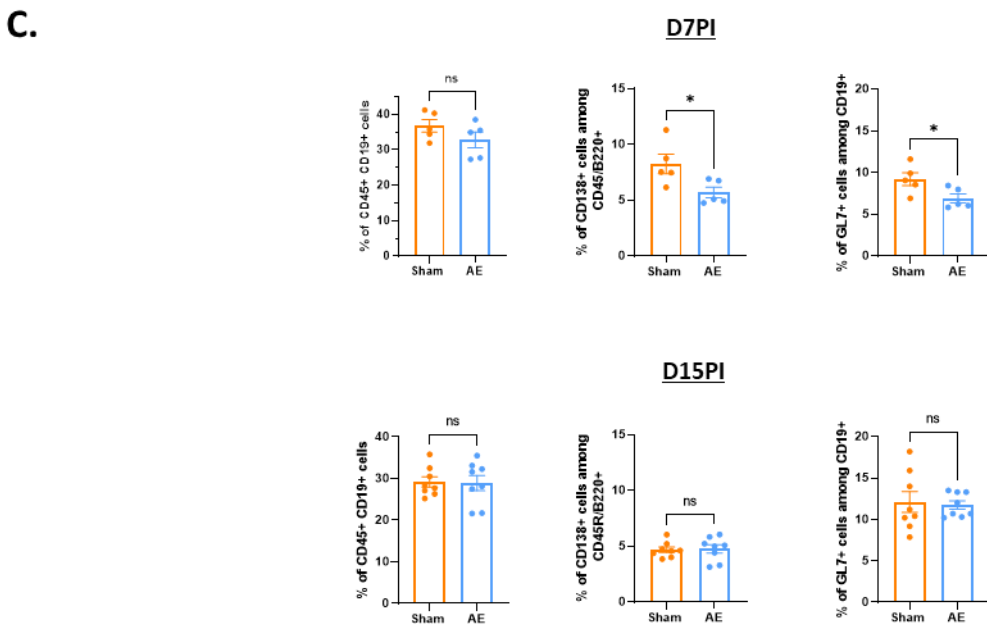 C.
D7PI
ns
% of CD45+ CD19+ cells
40
30
20
10
0
Sham AE
*
% of CD138+ cells among
CD45/B220+
15
10
5
0
Sham AE
*
% of GL7+ cells among CD19+
20
15
10
5
0
Sham AE
D15PI
ns
% of CD45+ CD19+ cells
40
30
20
10
0
Sham AE
ns
% of CD138+ cells among
CD45R/B220+
15
10
5
0
Sham AE
ns
% of GL7+ cells among CD19+
20
15
10
5
0
Sham AE